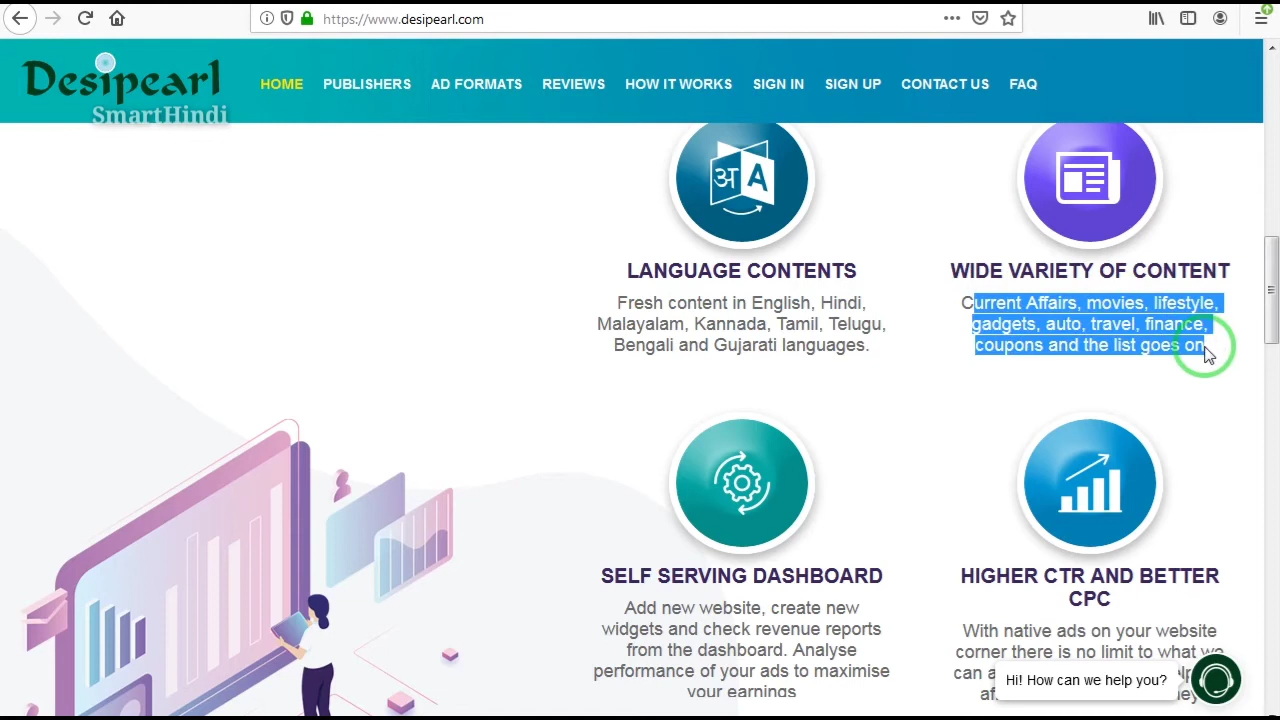 https://www.desipearl.com
Desipearl
SmartHindi
HOME PUBLISHERS AD FORMATS REVIEWS HOW IT WORKS SIGN IN SIGN UP CONTACT US FAQ
अ A
LANGUAGE CONTENTS
Fresh content in English, Hindi,
Malayalam, Kannada, Tamil, Telugu,
Bengali and Gujarati languages.
WIDE VARIETY OF CONTENT
Current Affairs, movies, lifestyle,
gadgets, auto, travel, finance,
coupons and the list goes on
SELF SERVING DASHBOARD
Add new website, create new
widgets and check revenue reports
from the dashboard. Analyse
performance of your ads to maximise
your earnings
HIGHER CTR AND BETTER
CPC
With native ads on your website
corner there is no limit to what we
can
Hi! How can we help you?